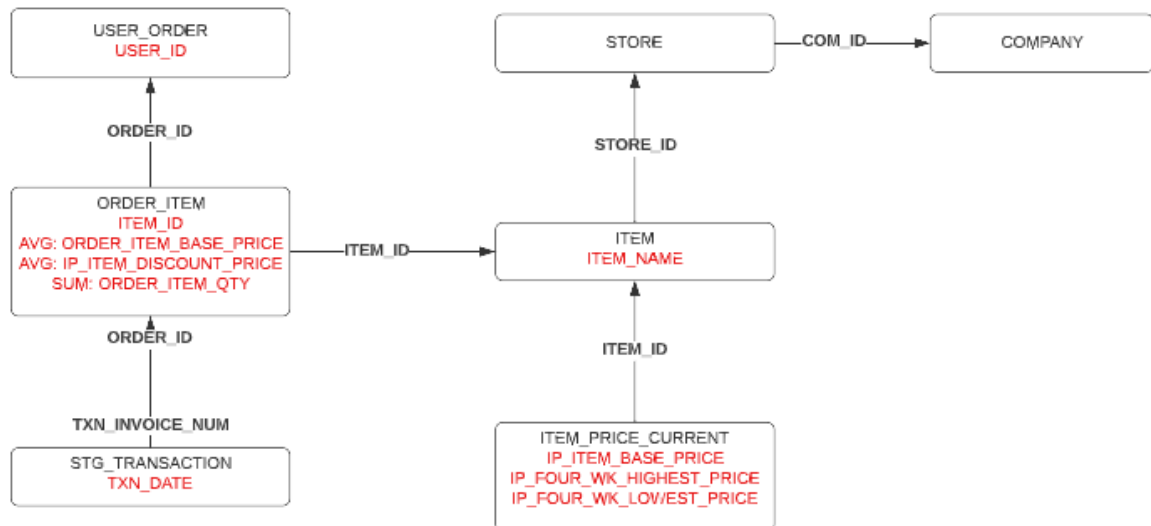 USER_ORDER
USER_ID
STORE
COM_ID
COMPANY
ORDER_ID
STORE_ID
ORDER_ITEM
ITEM_ID
AVG: ORDER_ITEM_BASE_PRICE
AVG: IP_ITEM_DISCOUNT_PRICE
SUM: ORDER_ITEM_QTY
ITEM_ID
ITEM
ITEM_NAME
ORDER_ID
TXN_INVOICE_NUM
ITEM_ID
STG_TRANSACTION
TXN_DATE
ITEM_PRICE_CURRENT
IP_ITEM_BASE_PRICE
IP_FOUR_WK_HIGHEST_PRICE
IP_FOUR_WK_LOWEST_PRICE